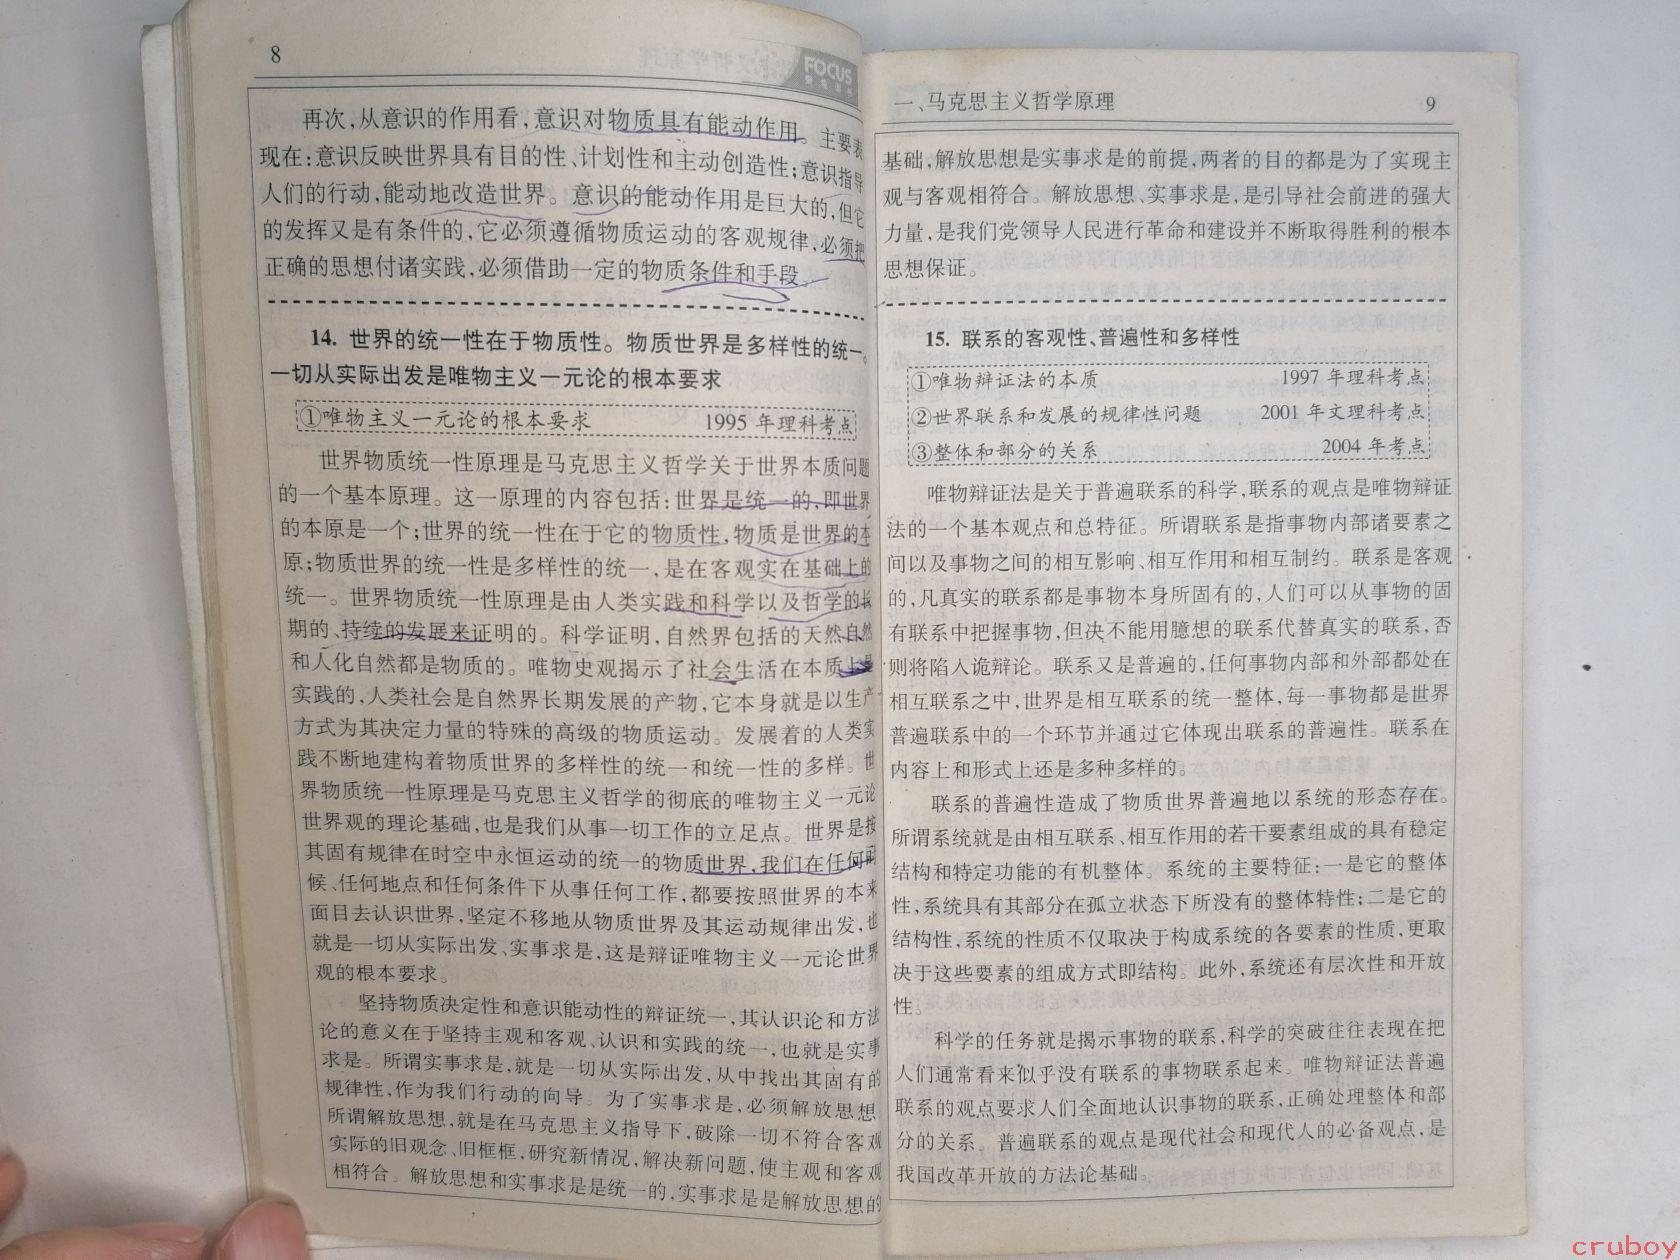 8
FOCUS
再次,从意识的作用看,意识对物质具有能动作用。主要表
现在:意识反映世界具有目的性、计划性和主动创造性;意识指导
人们的行动,能动地改造世界。意识的能动作用是巨大的,但它
的发挥又是有条件的,它必须遵循物质运动的客观规律,必须把
正确的思想付诸实践,必须借助一定的物质条件和手段。
14. 世界的统一性在于物质性。物质世界是多样性的统一。
一切从实际出发是唯物主义一元论的根本要求
①唯物主义一元论的根本要求 1995 年理科考点
世界物质统一性原理是马克思主义哲学关于世界本质问题
的一个基本原理。这一原理的内容包括:世界是统一的,即世界
的本原是一个;世界的统一性在于它的物质性,物质是世界的本
原;物质世界的统一性是多样性的统一,是在客观实在基础上的
统一。世界物质统一性原理是由人类实践和科学以及哲学的长
期的、持续的发展来证明的。科学证明,自然界包括的天然自然
和人化自然都是物质的。唯物史观揭示了社会生活在本质上是
实践的,人类社会是自然界长期发展的产物,它本身就是以生产
方式为其决定力量的特殊的高级的物质运动。发展着的人类实
践不断地建构着物质世界的多样性的统一和统一性的多样。世
界物质统一性原理是马克思主义哲学的彻底的唯物主义一元论
世界观的理论基础,也是我们从事一切工作的立足点。世界是按
其固有规律在时空中永恒运动的统一的物质世界,我们在任何时
候、任何地点和任何条件下从事任何工作,都要按照世界的本来
面目去认识世界,坚定不移地从物质世界及其运动规律出发,也
就是一切从实际出发、实事求是,这是辩证唯物主义一元论世界
观的根本要求。
坚持物质决定性和意识能动性的辩证统一,其认识论和方法
论的意义在于坚持主观和客观、认识和实践的统一,也就是实事
求是。所谓实事求是,就是一切从实际出发,从中找出其固有的
规律性,作为我们行动的向导。为了实事求是,必须解放思想。
所谓解放思想,就是在马克思主义指导下,破除一切不符合客观
实际的旧观念、旧框框,研究新情况,解决新问题,使主观和客观
相符合。解放思想和实事求是是统一的,实事求是是解放思想的
一、马克思主义哲学原理 9
基础,解放思想是实事求是的前提,两者的目的都是为了实现主
观与客观相符合。解放思想、实事求是,是引导社会前进的强大
力量,是我们党领导人民进行革命和建设并不断取得胜利的根本
思想保证。
15. 联系的客观性、普遍性和多样性
①唯物辩证法的本质 1997 年理科考点
②世界联系和发展的规律性问题 2001 年文理科考点
③整体和部分的关系 2004 年考点
唯物辩证法是关于普遍联系的科学,联系的观点是唯物辩证
法的一个基本观点和总特征。所谓联系是指事物内部诸要素之
间以及事物之间的相互影响、相互作用和相互制约。联系是客观
的,凡真实的联系都是事物本身所固有的,人们可以从事物的固
有联系中把握事物,但决不能用臆想的联系代替真实的联系,否
则将陷入诡辩论。联系又是普遍的,任何事物内部和外部都处在
相互联系之中,世界是相互联系的统一整体,每一事物都是世界
普遍联系中的一个环节并通过它体现出联系的普遍性。联系在
内容上和形式上还是多种多样的。
联系的普遍性造成了物质世界普遍地以系统的形态存在。
所谓系统就是由相互联系、相互作用的若干要素组成的具有稳定
结构和特定功能的有机整体。系统的主要特征:一是它的整体
性,系统具有其部分在孤立状态下所没有的整体特性;二是它的
结构性,系统的性质不仅取决于构成系统的各要素的性质,更取
决于这些要素的组成方式即结构。此外,系统还有层次性和开放
性。
科学的任务就是揭示事物的联系,科学的突破往往表现在把
人们通常看来似乎没有联系的事物联系起来。唯物辩证法普遍
联系的观点要求人们全面地认识事物的联系,正确处理整体和部
分的关系。普遍联系的观点是现代社会和现代人的必备观点,是
我国改革开放的方法论基础。
cruboy